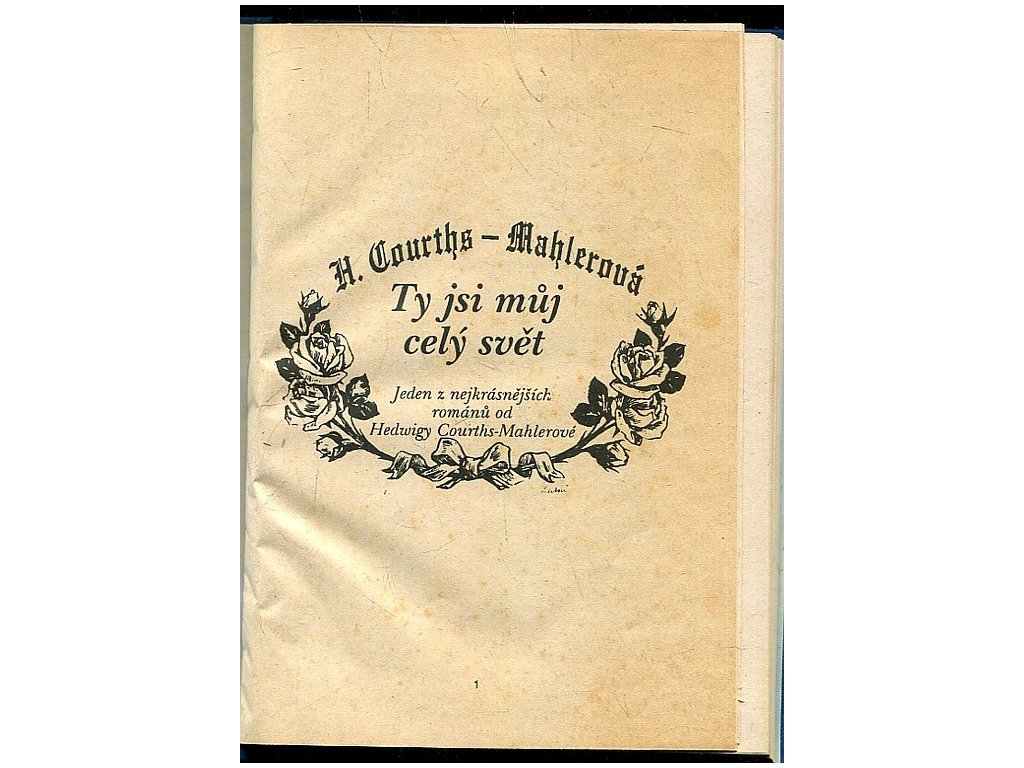 H. Courths – Mahlerová
Ty jsi můj
celý svět
Jeden z nejkrásnějších
románů od
Hedwigy Courths-Mahlerové
1